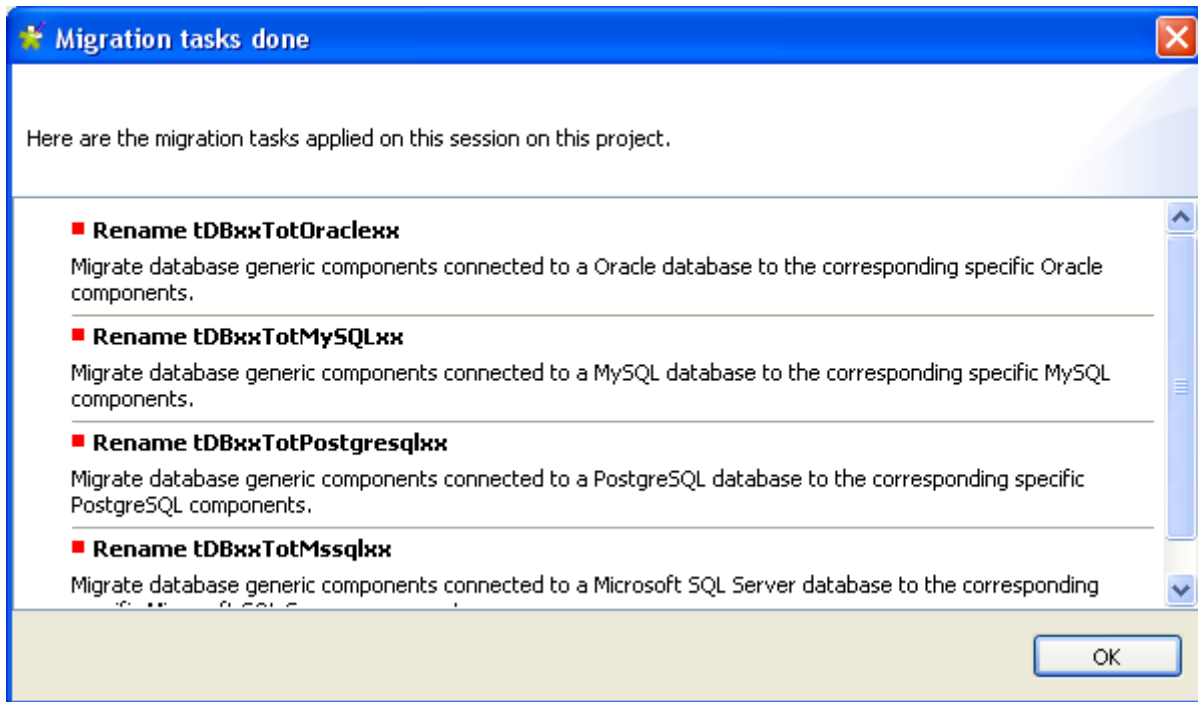 Migration tasks done
Here are the migration tasks applied on this session on this project.
Rename tDBxxTotOraclexx
Migrate database generic components connected to a Oracle database to the corresponding specific Oracle
components.
Rename tDBxxTotMySQLxx
Migrate database generic components connected to a MySQL database to the corresponding specific MySQL
components.
Rename tDBxxTotPostgresqlxx
Migrate database generic components connected to a PostgreSQL database to the corresponding specific
PostgreSQL components.
Rename tDBxxTotMssqlxx
Migrate database generic components connected to a Microsoft SQL Server database to the corresponding
OK